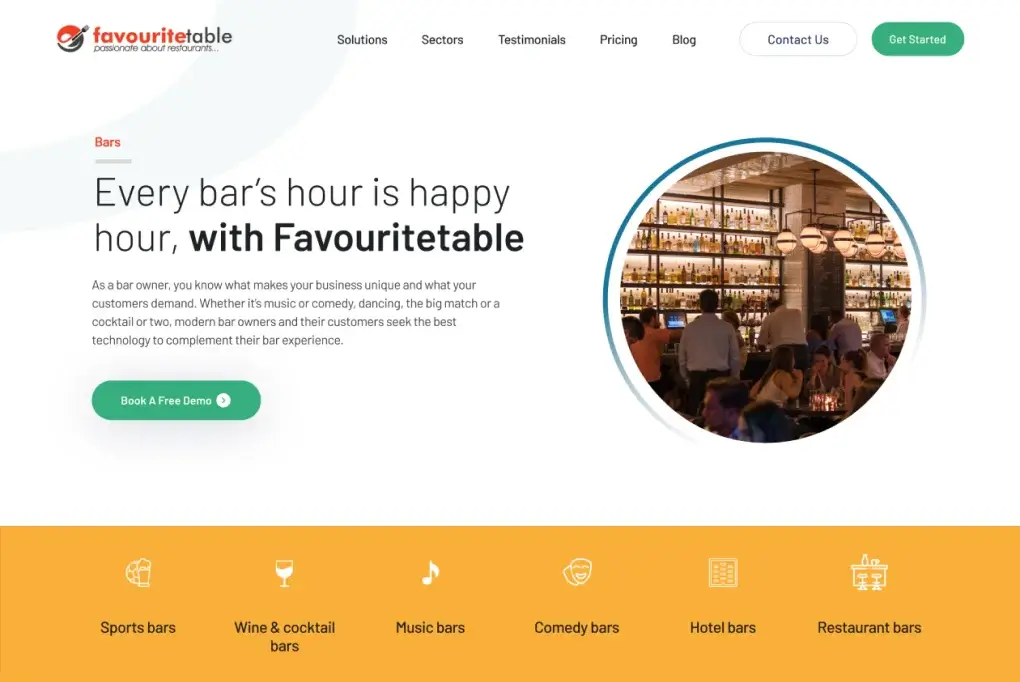 favouritetable
passionate about restaurants...
Solutions
Sectors
Testimonials
Pricing
Blog
Contact Us
Get Started
Bars
Every bar’s hour is happy
hour, with Favouritetable
As a bar owner, you know what makes your business unique and what your
customers demand. Whether it’s music or comedy, dancing, the big match or a
cocktail or two, modern bar owners and their customers seek the best
technology to complement their bar experience.
Book A Free Demo
Sports bars
Wine & cocktail
bars
Music bars
Comedy bars
Hotel bars
Restaurant bars